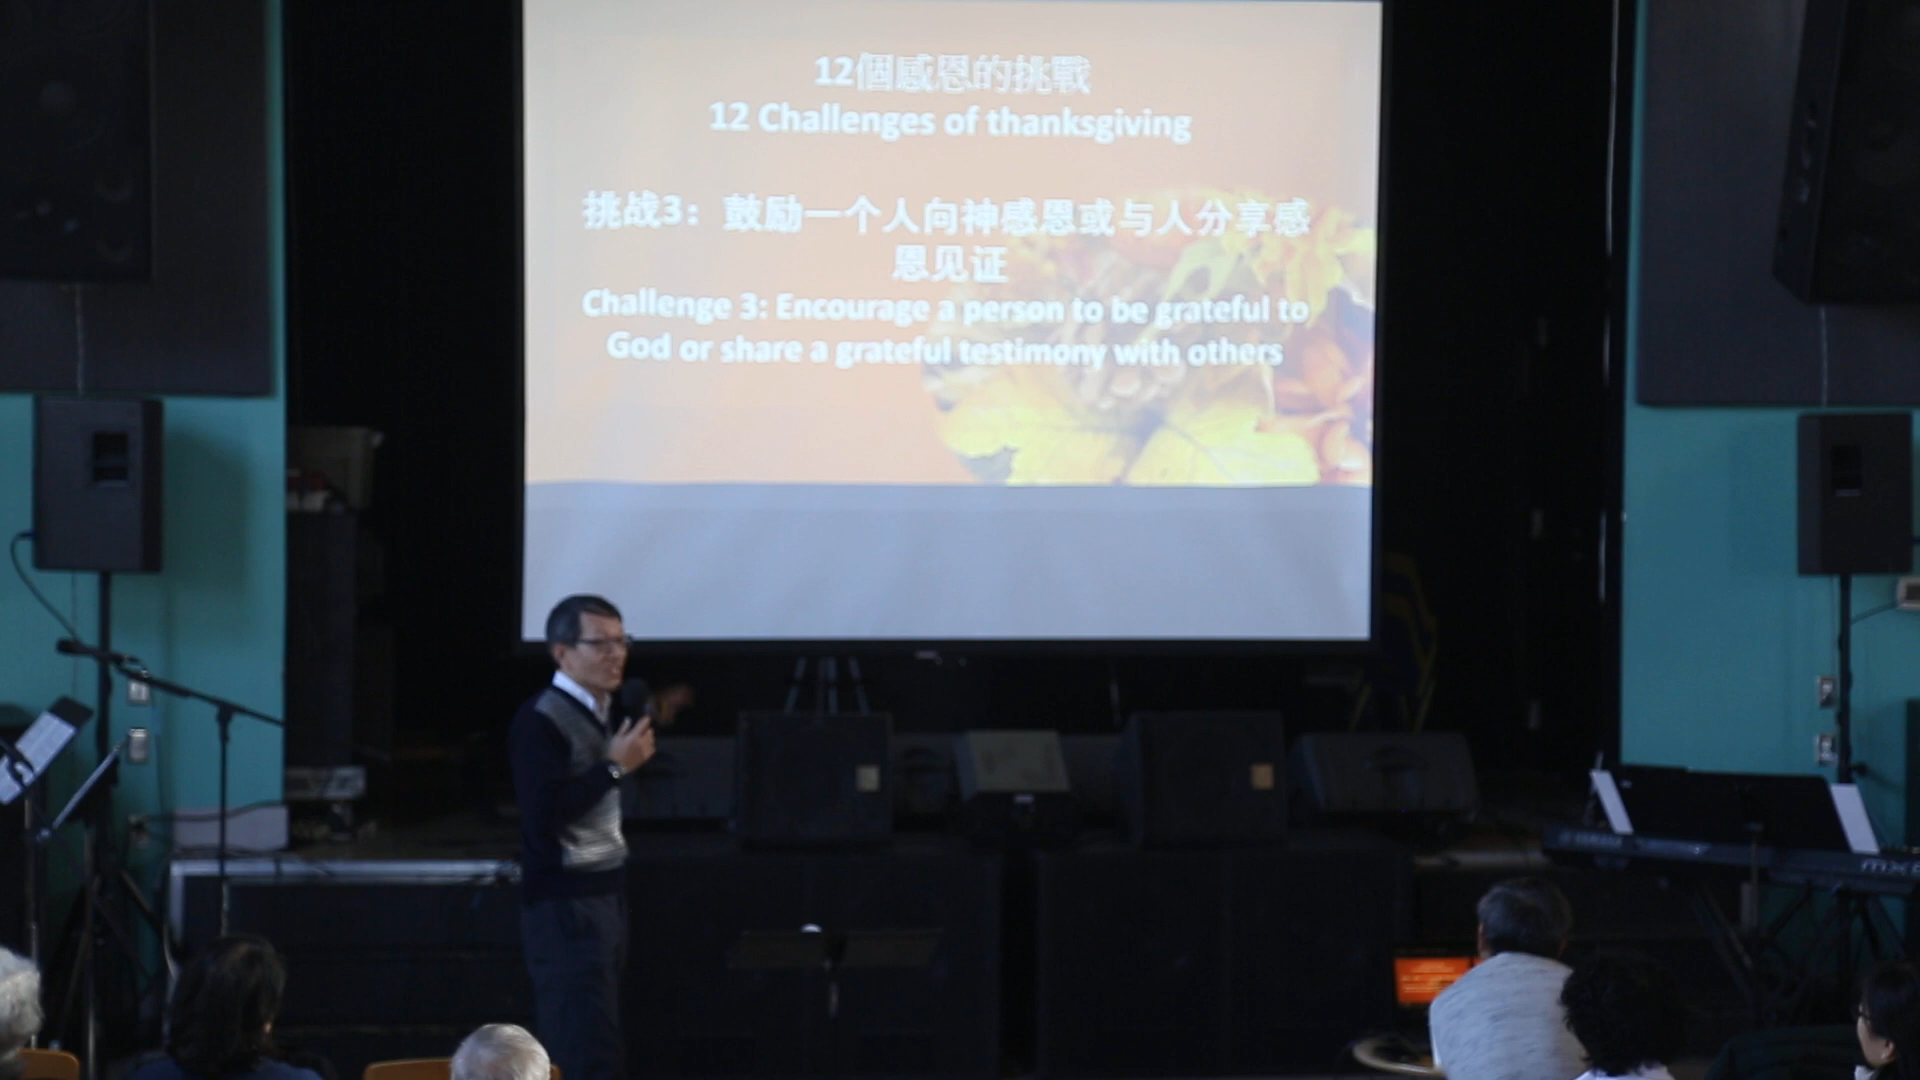 12個感恩的挑戰
12 Challenges of thanksgiving
挑战3：鼓励一个人向神感恩或与人分享感
恩见证
Challenge 3: Encourage a person to be grateful to
God or share a grateful testimony with others
YAMAHA